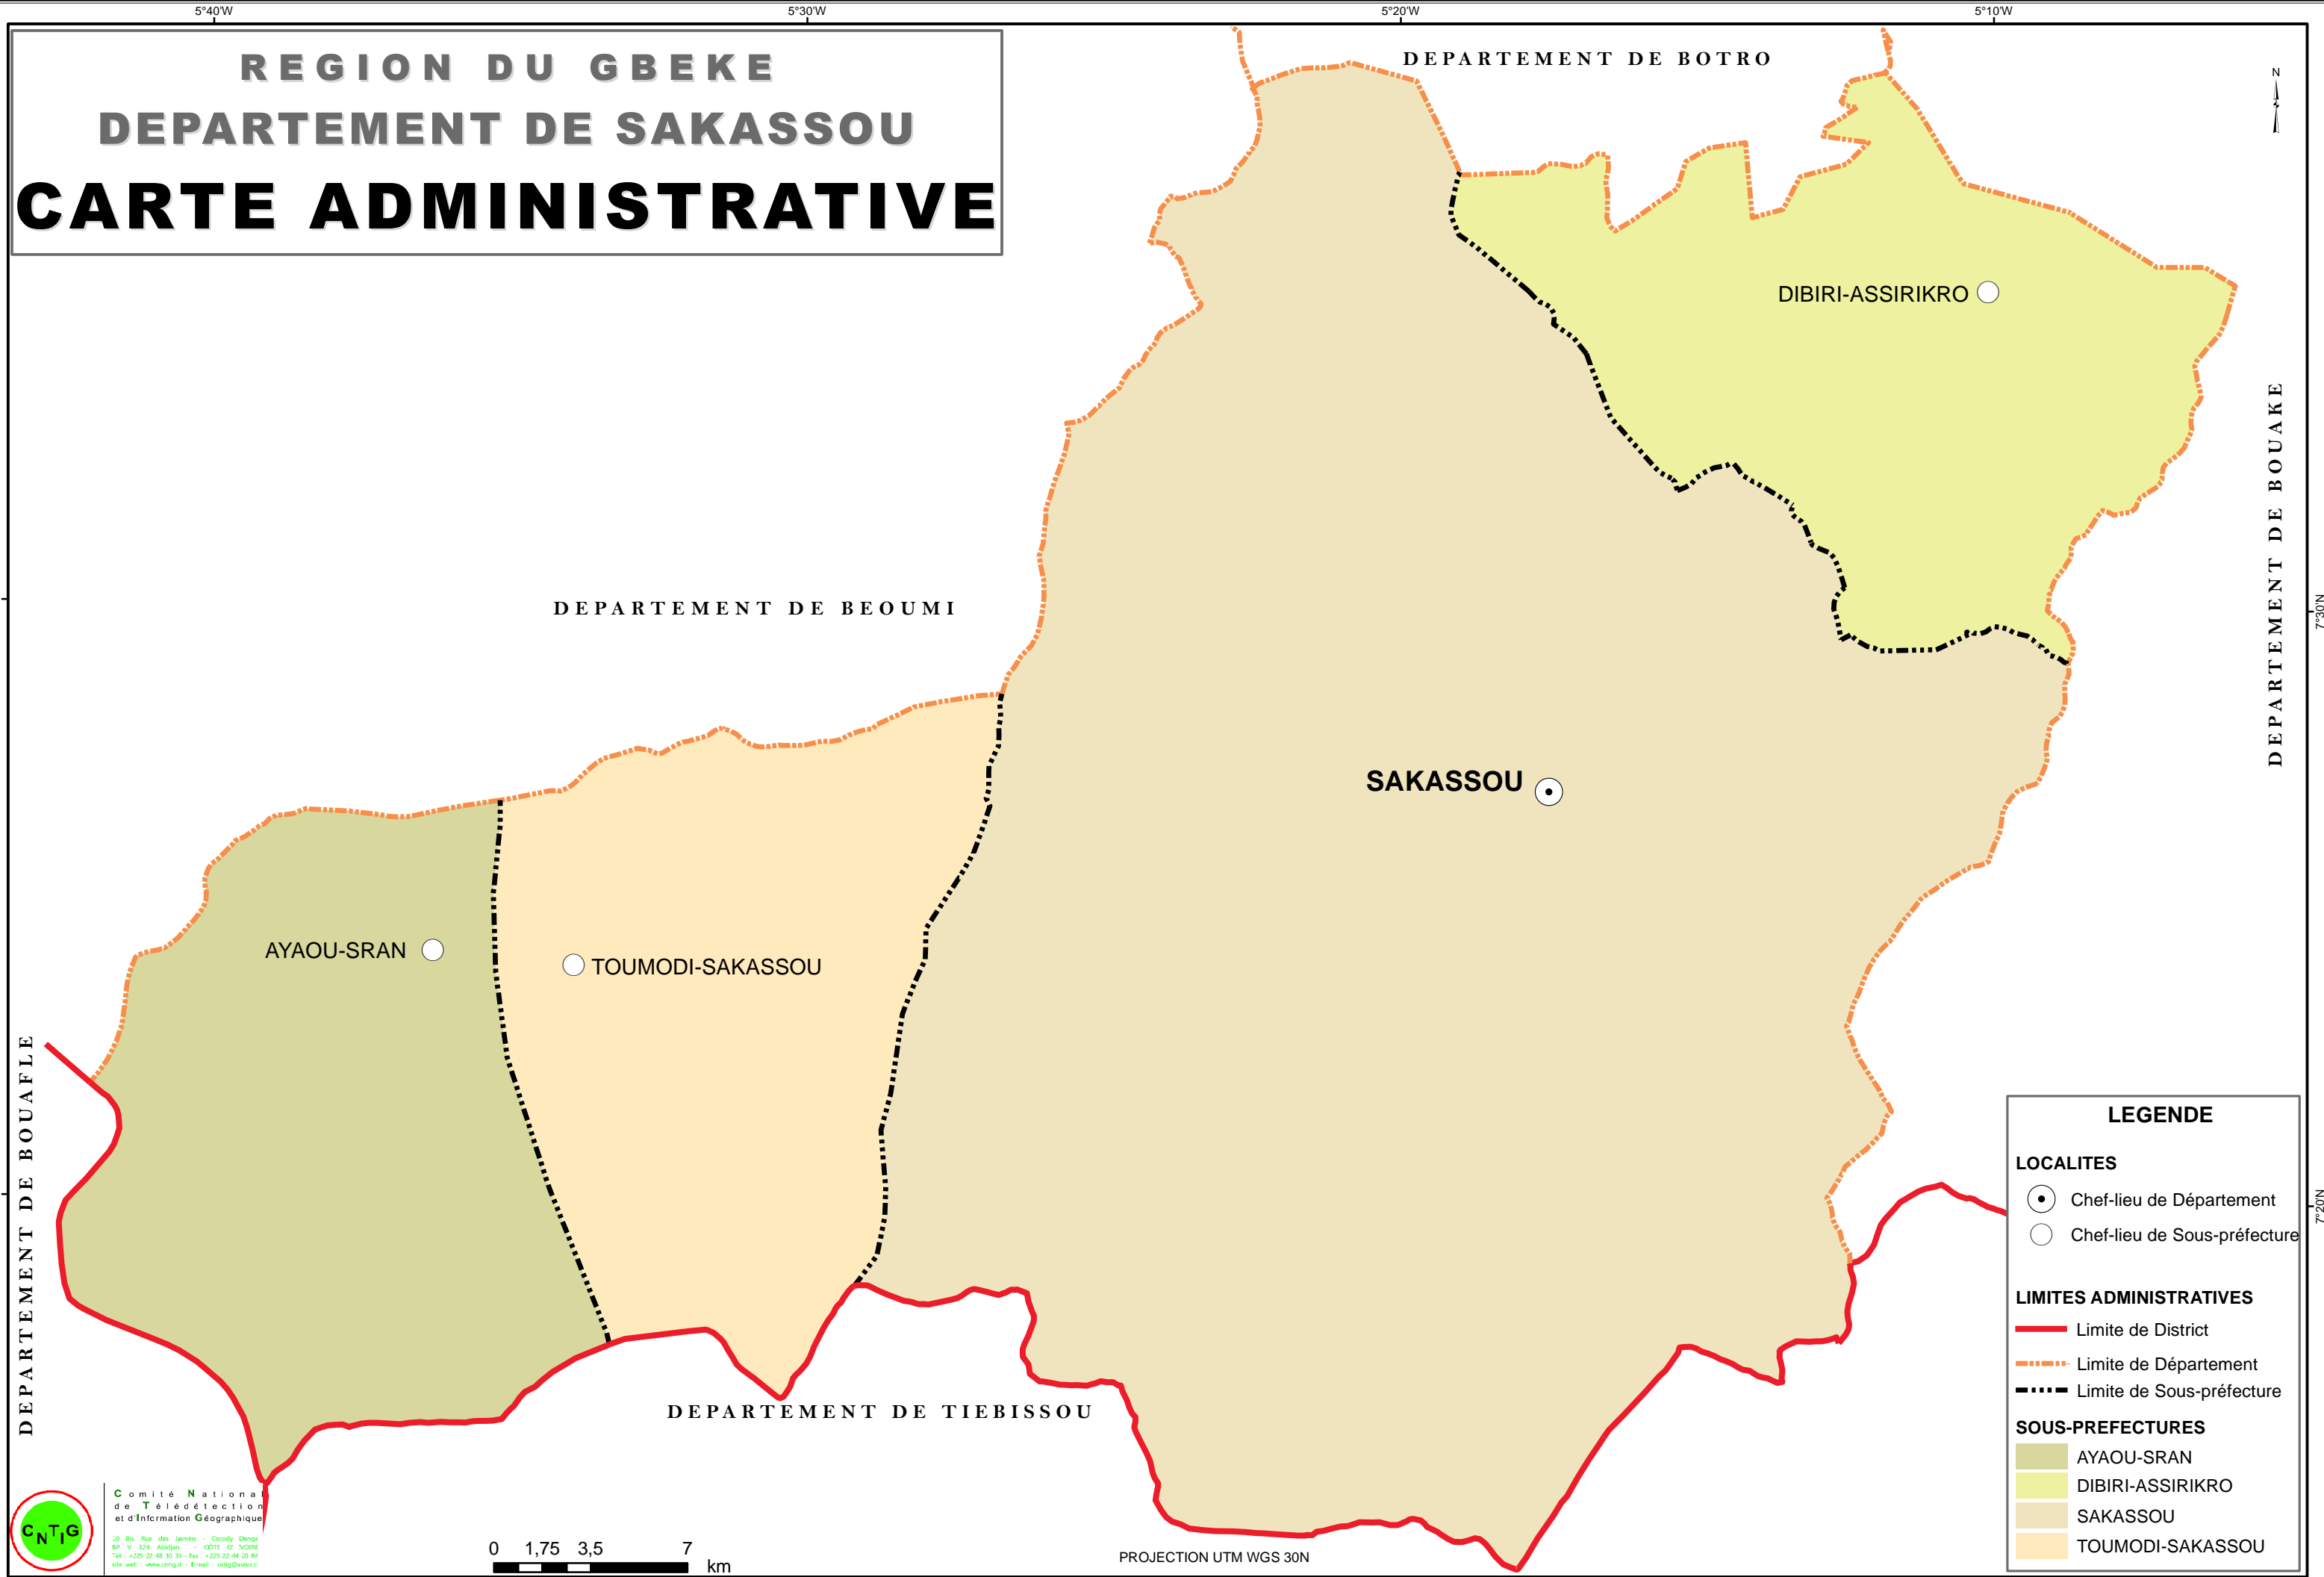 5°40'W
5°30'W
5°20'W
5°10'W
REGION DU GBEKE
DEPARTEMENT DE SAKASSOU
CARTE ADMINISTRATIVE
DEPARTEMENT DE BOTRO
N
DIBIRI-ASSIRIKRO
DEPARTEMENT DE BOUAKE
DEPARTEMENT DE BEOUMI
7°30'N
SAKASSOU
AYAOU-SRAN
TOUMODI-SAKASSOU
DEPARTEMENT DE BOUAFLE
7°20'N
DEPARTEMENT DE TIEBISSOU
LEGENDE
LOCALITES
Chef-lieu de Département
Chef-lieu de Sous-préfecture
LIMITES ADMINISTRATIVES
Limite de District
Limite de Département
Limite de Sous-préfecture
SOUS-PREFECTURES
AYAOU-SRAN
DIBIRI-ASSIRIKRO
SAKASSOU
TOUMODI-SAKASSOU
CNTIG
Comité National
de Télédétection
et d'Information Géographique
0 1,75 3,5 7
km
PROJECTION UTM WGS 30N